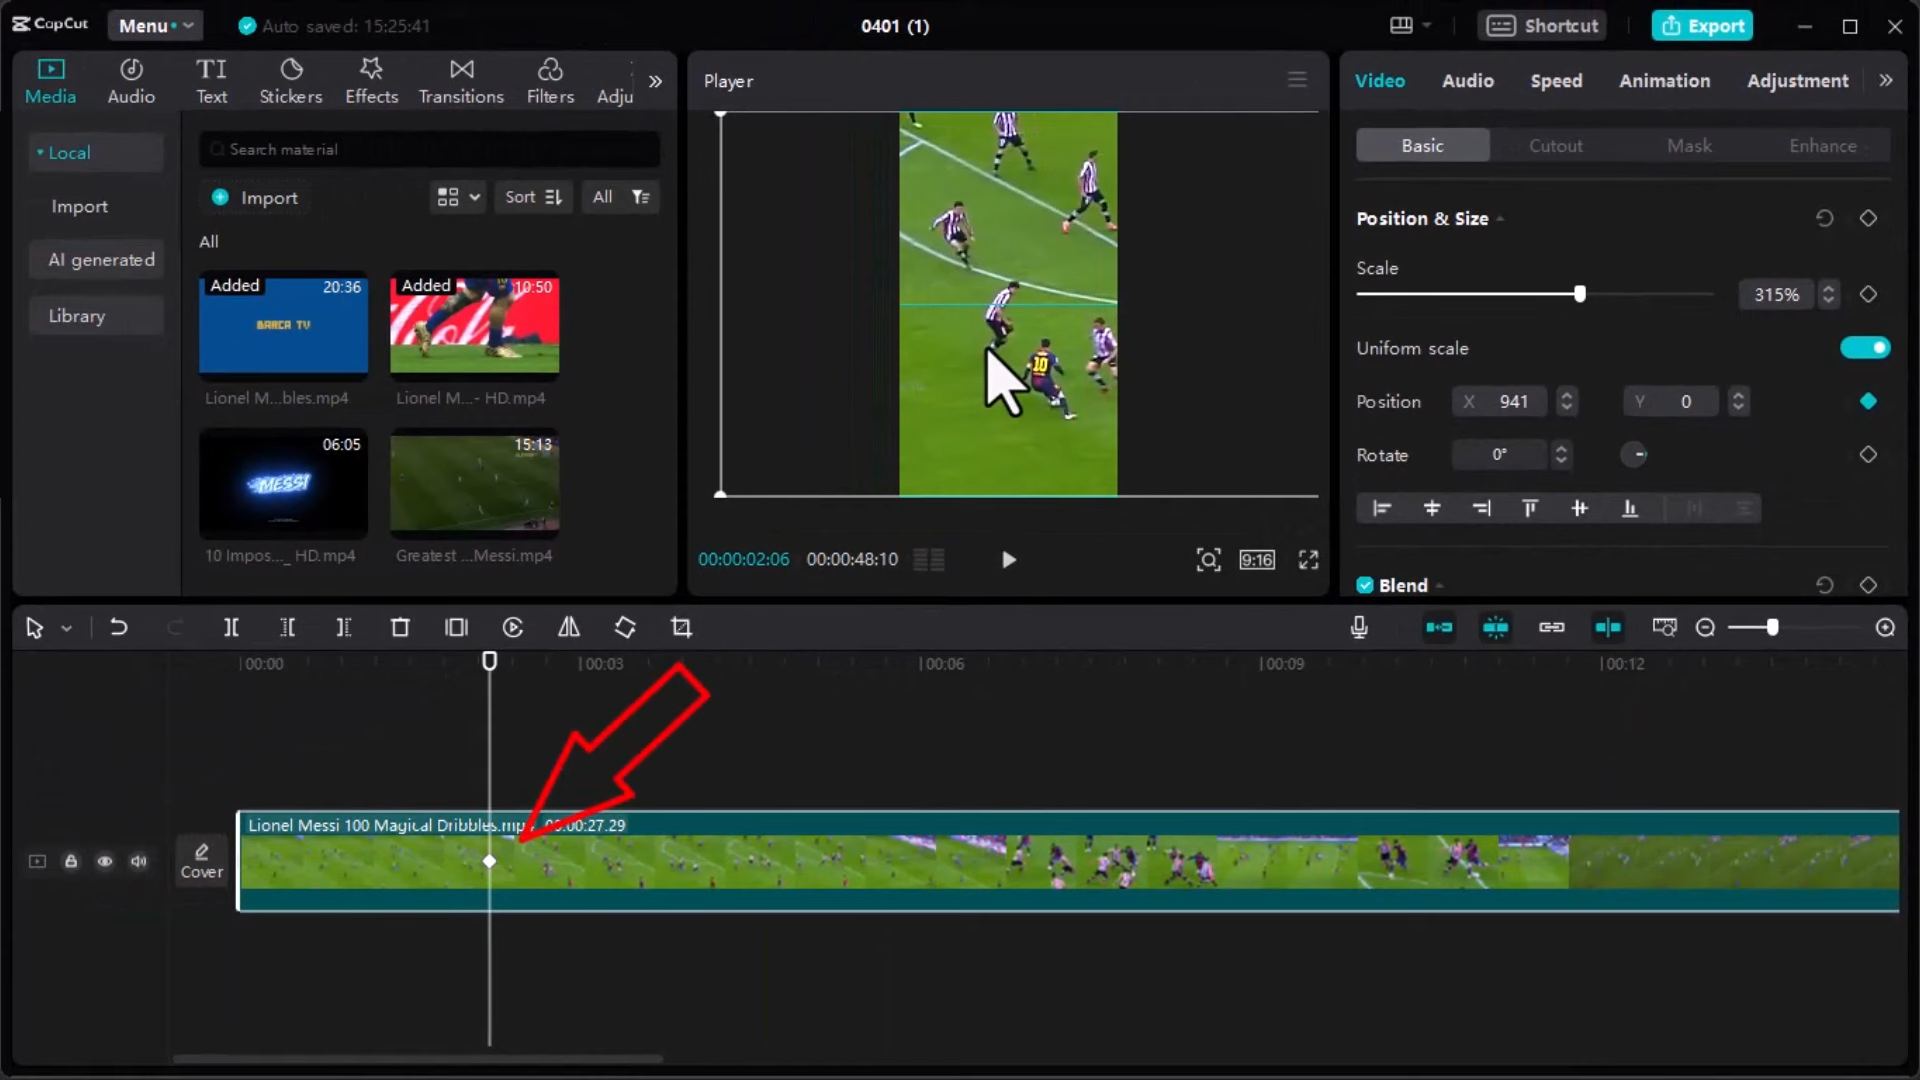 CapCut
Menu
Auto saved: 15:25:41
0401 (1)
Shortcut
Export
Media
Audio
Text
Stickers
Effects
Transitions
Filters
Adju
Local
Import
AI generated
Library
Search material
Import
Sort
All
All
Added
20:36
BARCA TV
Lionel M...bles.mp4
Added
10:50
Lionel M...- HD.mp4
06:05
MESSI
10 Impos..._ HD.mp4
15:13
Greatest ...Messi.mp4
Player
10
00:00:02:06
00:00:48:10
9:16
Video
Audio
Speed
Animation
Adjustment
Basic
Cutout
Mask
Enhance
Position & Size
Scale
315%
Uniform scale
Position
X 941
Y 0
Rotate
0°
Blend
00:00
00:03
00:06
00:09
00:12
Cover
Lionel Messi 100 Magical Dribbles.mp4 00:00:27.29